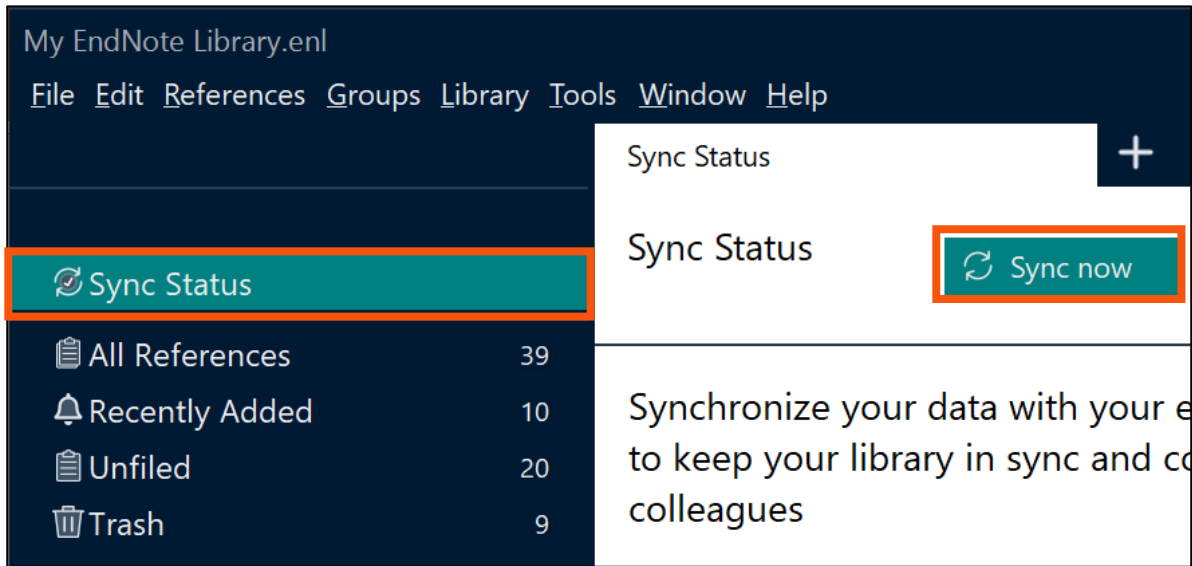 My EndNote Library.enl
File Edit References Groups Library Tools Window Help
Sync Status
Sync Status
Sync now
Sync Status
All References 39
Recently Added 10
Unfiled 20
Trash 9
Synchronize your data with your e
to keep your library in sync and co
colleagues